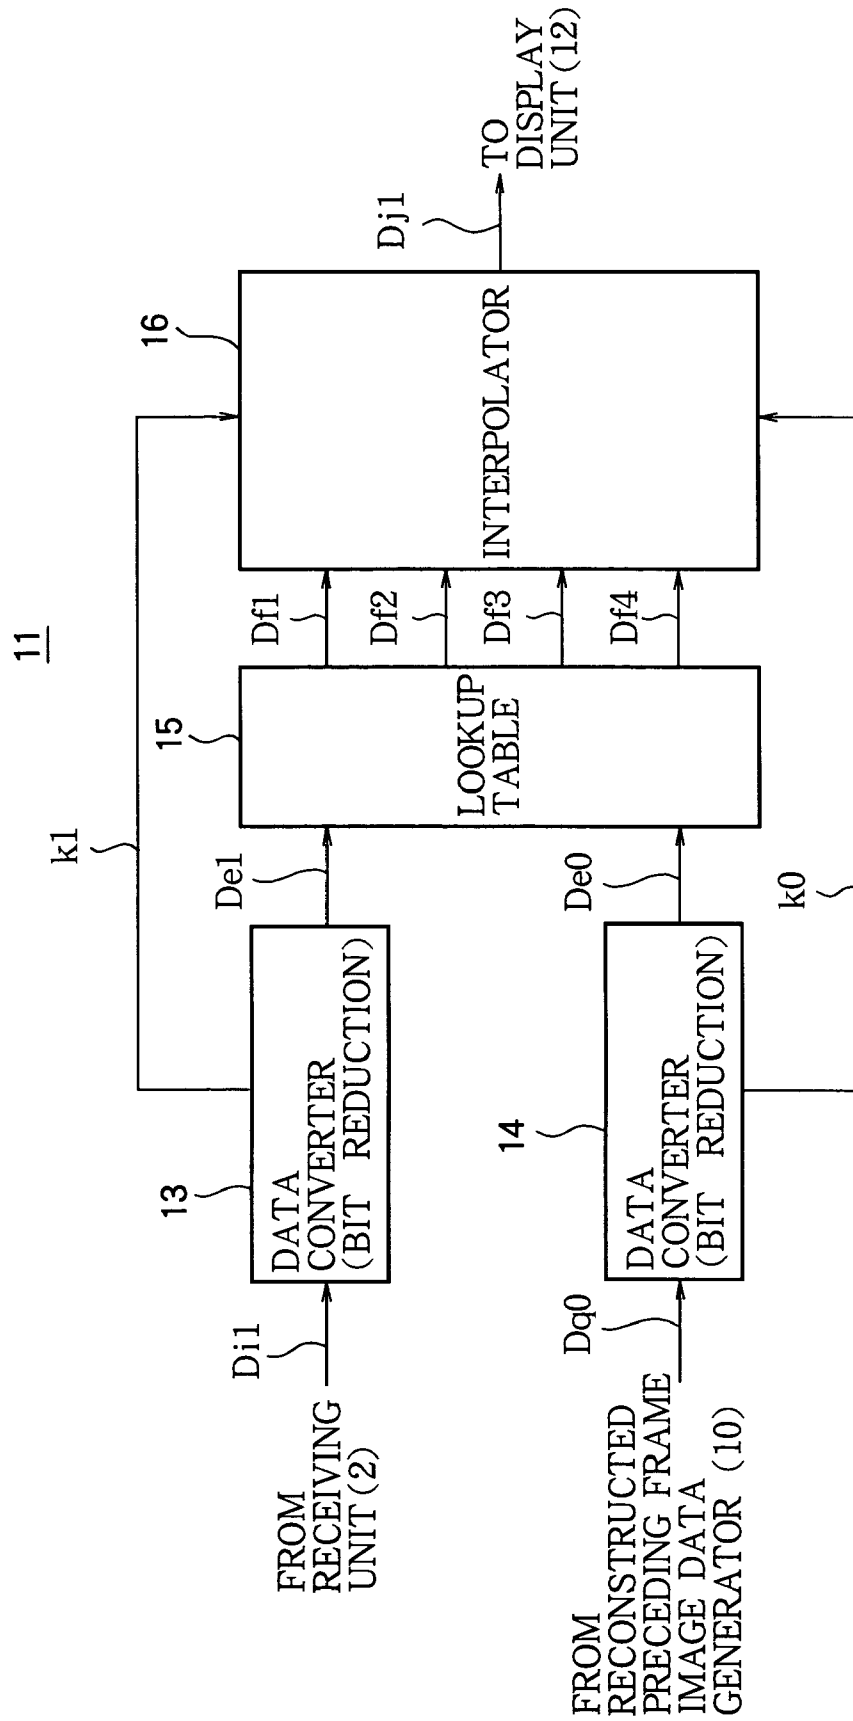 11
FROM
RECEIVING
UNIT (2)
Di1
13
DATA
CONVERTER
(BIT REDUCTION)
k1
De1
15
LOOKUP
TABLE
Df1
Df2
Df3
Df4
16
INTERPOLATOR
Dj1
TO
DISPLAY
UNIT (12)
FROM
RECONSTRUCTED
PRECEDING FRAME
IMAGE DATA
GENERATOR (10)
Dq0
14
DATA
CONVERTER
(BIT REDUCTION)
De0
k0